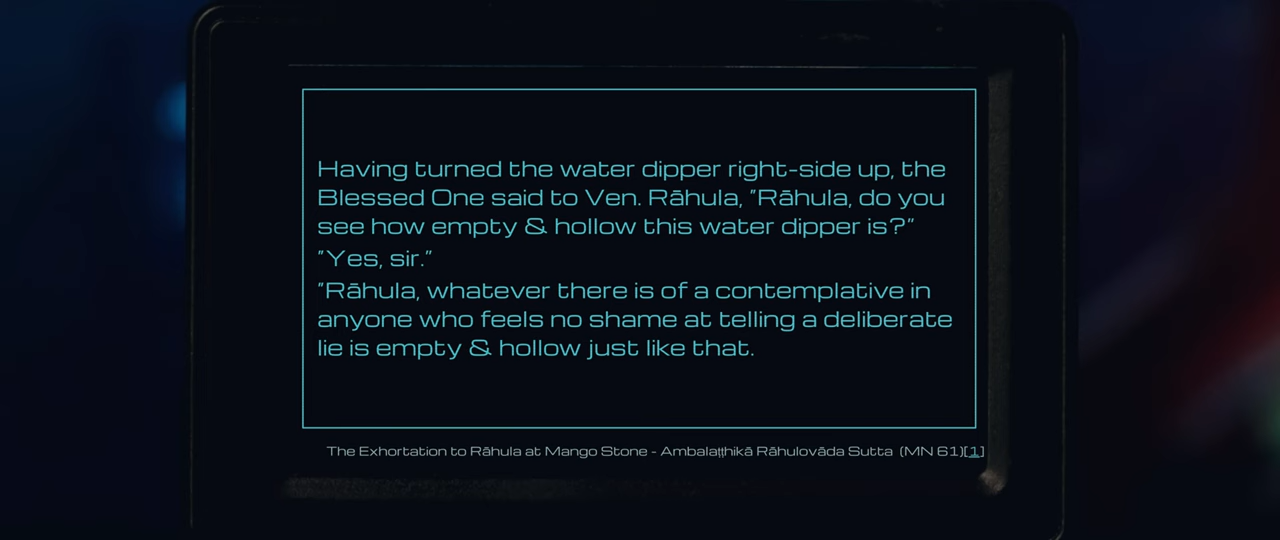 Having turned the water dipper right-side up, the
Blessed One said to Ven. Rāhula, "Rāhula, do you
see how empty & hollow this water dipper is?"
"Yes, sir."
"Rāhula, whatever there is of a contemplative in
anyone who feels no shame at telling a deliberate
lie is empty & hollow just like that.
The Exhortation to Rāhula at Mango Stone - Ambalaṭṭhikā Rāhulovāda Sutta (MN 61)[1]